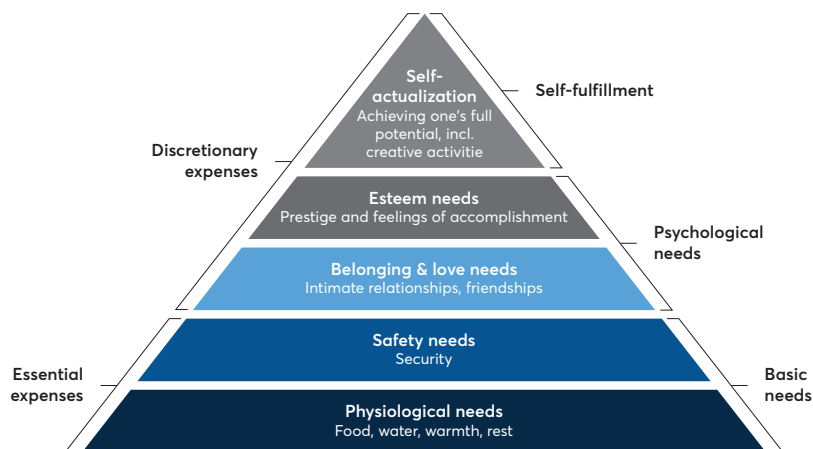 Self-
actualization
Achieving one's full
potential, incl.
creative activitie
Self-fulfillment
Discretionary
expenses
Esteem needs
Prestige and feelings of accomplishment
Psychological
needs
Belonging & love needs
Intimate relationships, friendships
Safety needs
Security
Essential
expenses
Basic
needs
Physiological needs
Food, water, warmth, rest